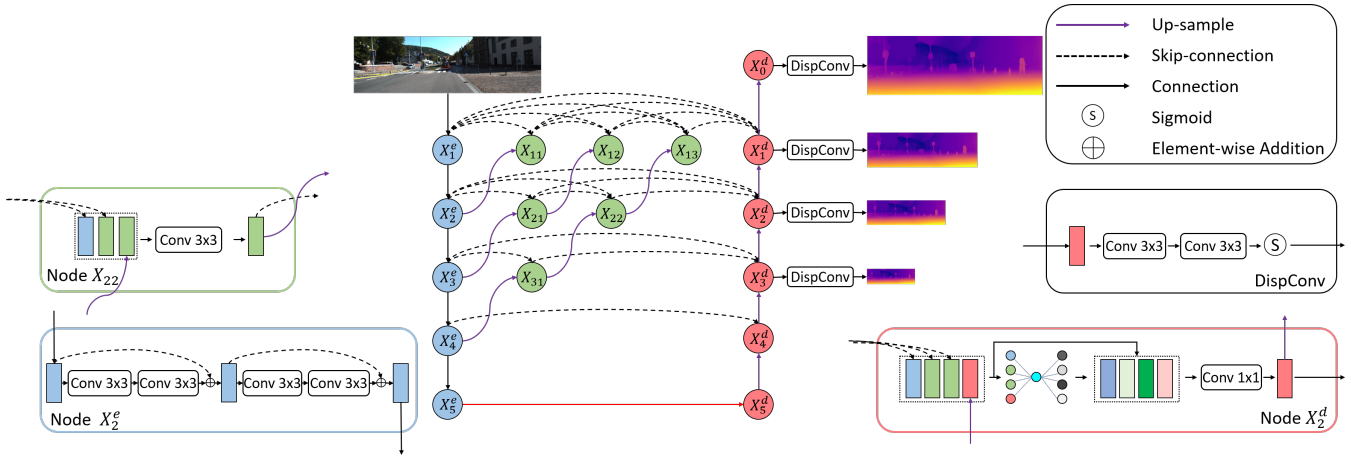 Up-sample
Skip-connection
Connection
S Sigmoid
Element-wise Addition
X_0^d DispConv
X_1^e X_11 X_12 X_13 X_1^d DispConv
X_2^e X_21 X_22 X_2^d DispConv
X_3^e X_31 X_3^d DispConv
X_4^e X_4^d
X_5^e X_5^d
Conv 3x3
Node X_22
Conv 3x3 Conv 3x3 Conv 3x3 Conv 3x3
Node X_2^e
Conv 3x3 Conv 3x3 S
DispConv
Conv 1x1
Node X_2^d